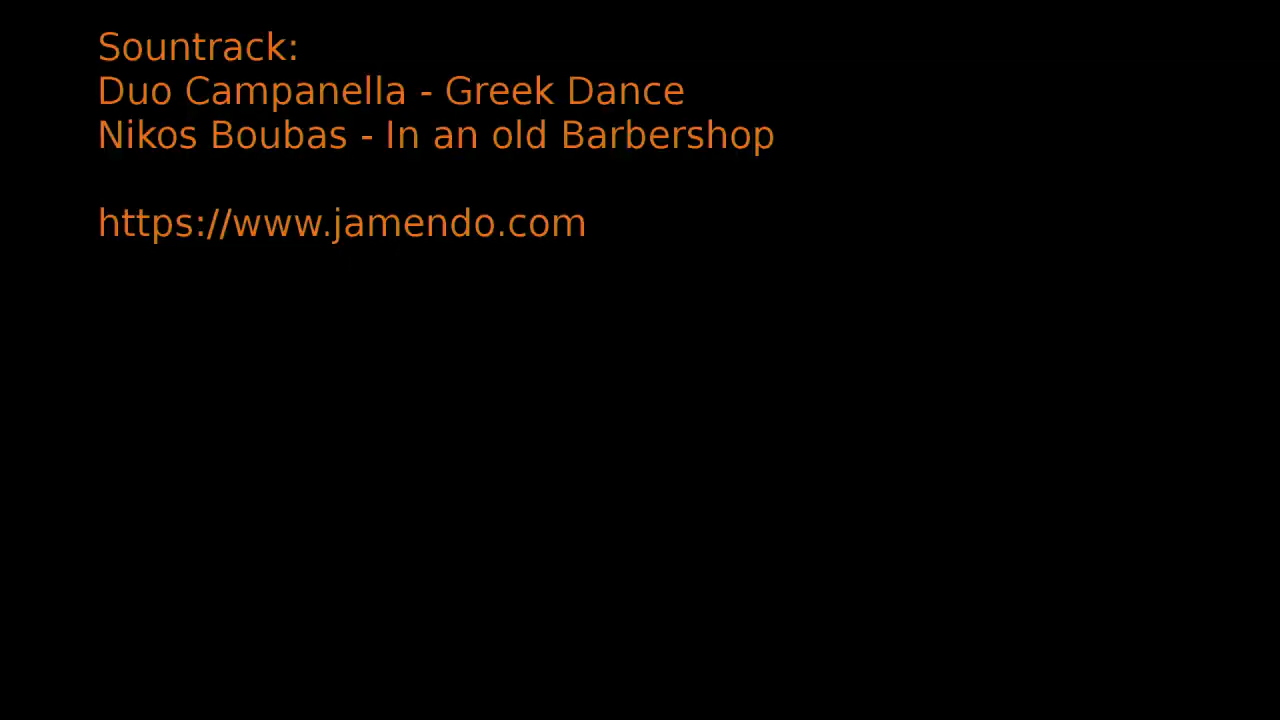 Sountrack:
Duo Campanella - Greek Dance
Nikos Boubas - In an old Barbershop
https://www.jamendo.com